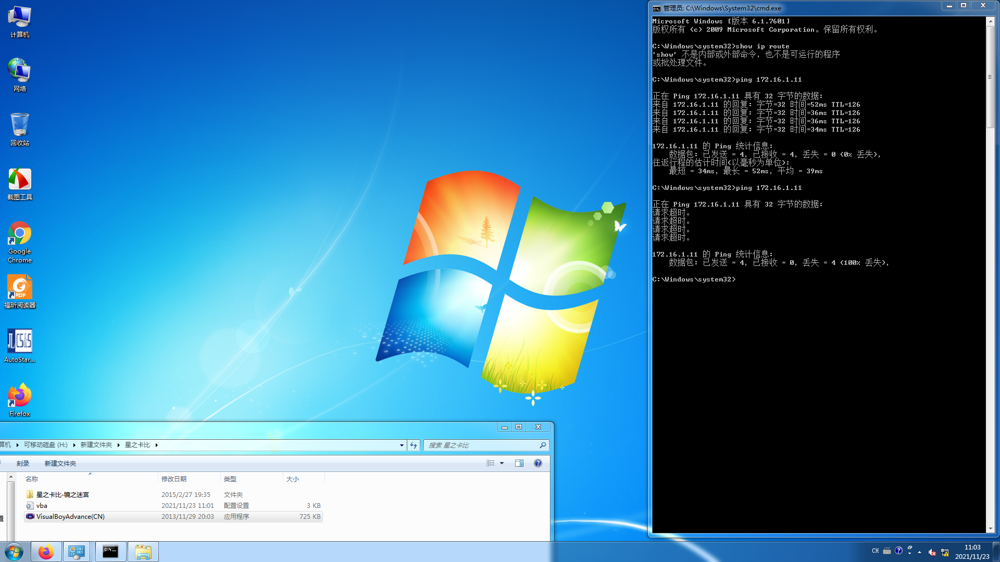 计算机
网络
回收站
截图工具
Google
Chrome
PDF
福昕阅读器
JLCSS&S
AutoStar...
Firefox
管理员: C:\Windows\System32\cmd.exe
Microsoft Windows [版本 6.1.7601]
版权所有 (c) 2009 Microsoft Corporation。保留所有权利。
C:\Windows\system32>show ip route
'show' 不是内部或外部命令，也不是可运行的程序
或批处理文件。
C:\Windows\system32>ping 172.16.1.11
正在 Ping 172.16.1.11 具有 32 字节的数据:
来自 172.16.1.11 的回复: 字节=32 时间=52ms TTL=126
来自 172.16.1.11 的回复: 字节=32 时间=36ms TTL=126
来自 172.16.1.11 的回复: 字节=32 时间=36ms TTL=126
来自 172.16.1.11 的回复: 字节=32 时间=34ms TTL=126
172.16.1.11 的 Ping 统计信息:
数据包: 已发送 = 4，已接收 = 4，丢失 = 0 (0% 丢失)，
往返行程的估计时间(以毫秒为单位):
最短 = 34ms，最长 = 52ms，平均 = 39ms
C:\Windows\system32>ping 172.16.1.11
正在 Ping 172.16.1.11 具有 32 字节的数据:
请求超时。
请求超时。
请求超时。
请求超时。
172.16.1.11 的 Ping 统计信息:
数据包: 已发送 = 4，已接收 = 0，丢失 = 4 (100% 丢失)，
C:\Windows\system32>
算机 可移动磁盘 (H:) 新建文件夹 星之卡比
搜索 星之卡比
刻录 新建文件夹
名称 修改日期 类型 大小
星之卡比-镜之迷宫 2015/2/27 19:35 文件夹
vba 2021/11/23 11:01 配置设置 3 KB
VisualBoyAdvance(CN) 2013/11/29 20:03 应用程序 725 KB
置
C:\
CH
11:03
2021/11/23